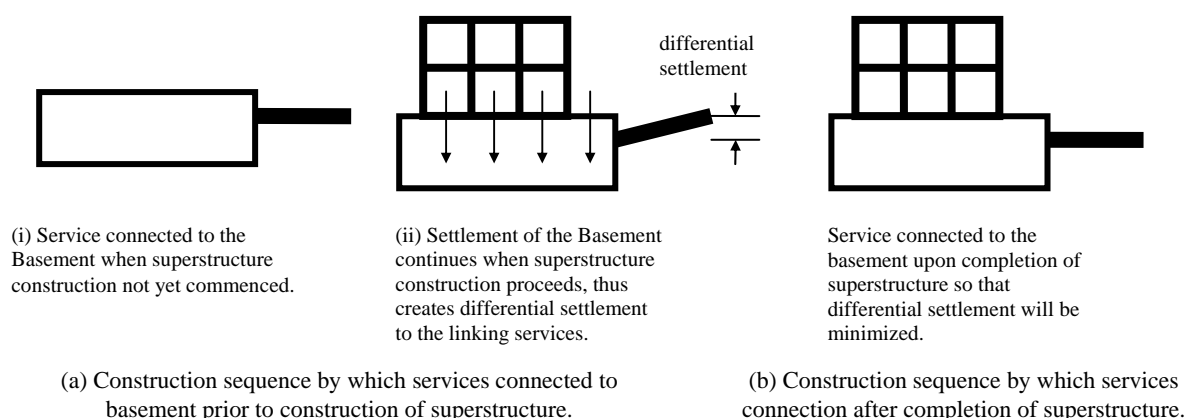 differential
settlement
(i) Service connected to the
Basement when superstructure
construction not yet commenced.
(ii) Settlement of the Basement
continues when superstructure
construction proceeds, thus
creates differential settlement
to the linking services.
Service connected to the
basement upon completion of
superstructure so that
differential settlement will be
minimized.
(a) Construction sequence by which services connected to
basement prior to construction of superstructure.
(b) Construction sequence by which services
connection after completion of superstructure.